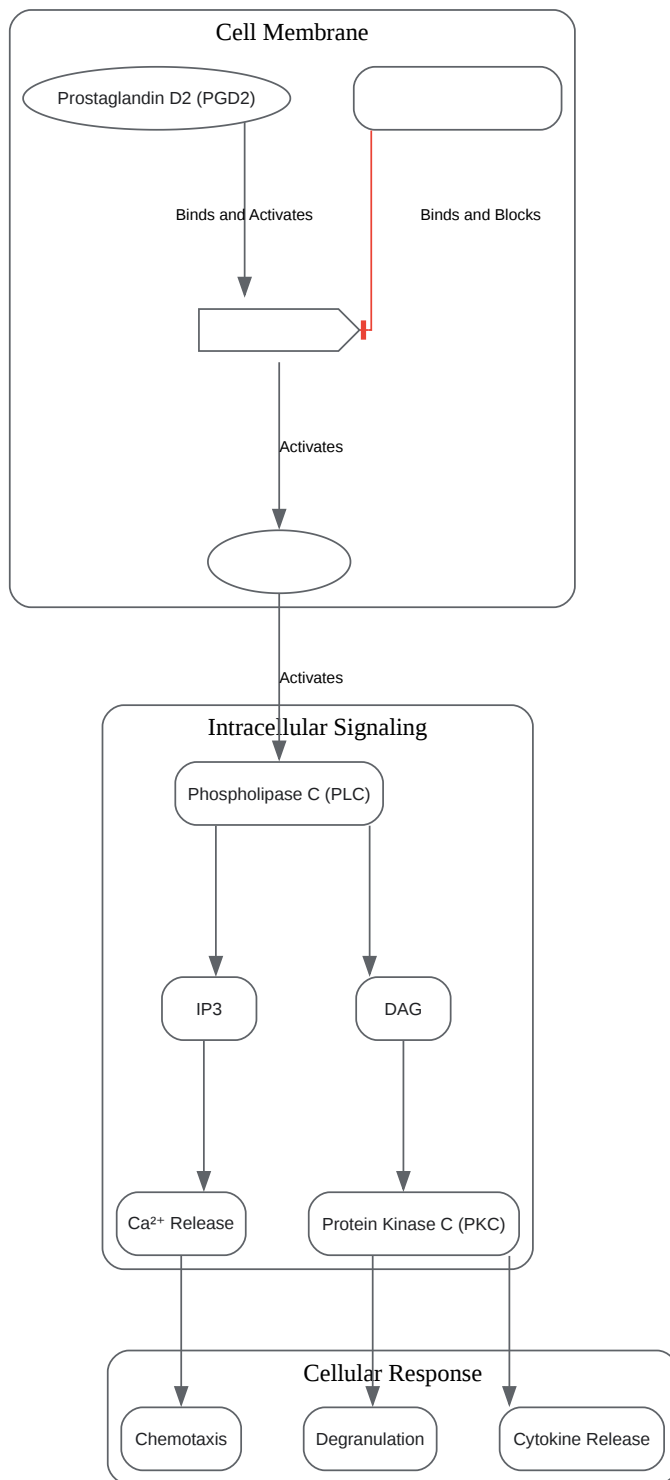 Cell Membrane
Prostaglandin D2 (PGD2)
Binds and Activates
Binds and Blocks
Activates
Activates
Intracellular Signaling
Phospholipase C (PLC)
IP3
DAG
Ca²⁺ Release
Protein Kinase C (PKC)
Cellular Response
Chemotaxis
Degranulation
Cytokine Release